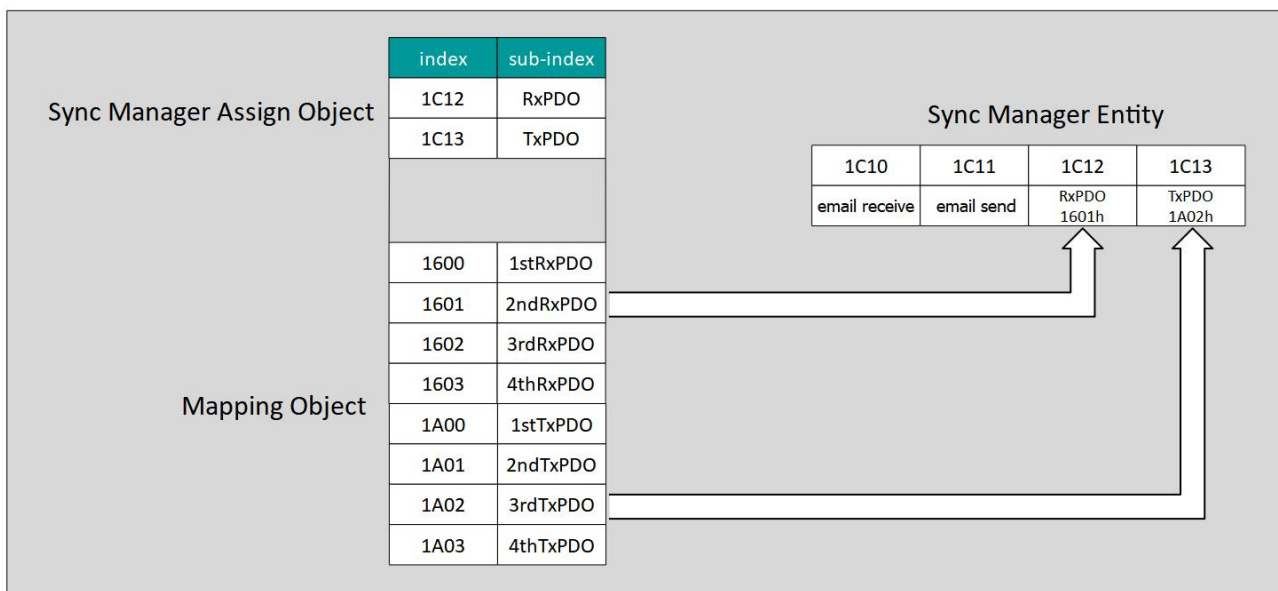 index sub-index
Sync Manager Assign Object
1C12 RxPDO
1C13 TxPDO
Sync Manager Entity
1C10 1C11 1C12 1C13
email receive email send RxPDO TxPDO
1601h 1A02h
Mapping Object
1600 1stRxPDO
1601 2ndRxPDO
1602 3rdRxPDO
1603 4thRxPDO
1A00 1stTxPDO
1A01 2ndTxPDO
1A02 3rdTxPDO
1A03 4thTxPDO